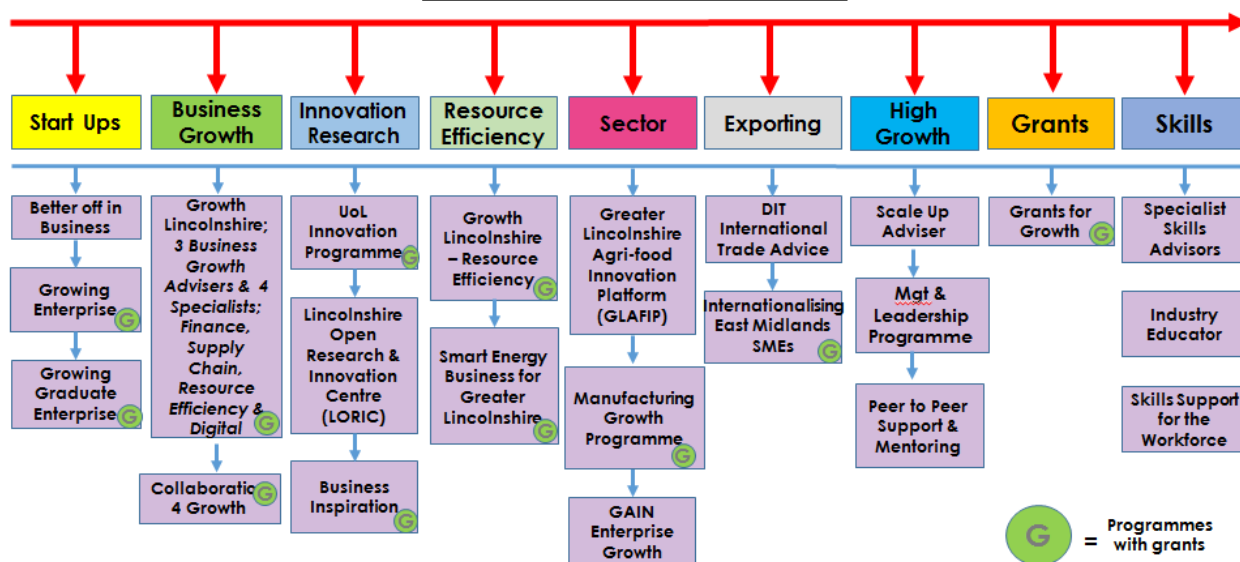 Start Ups
Business
Growth
Innovation
Research
Resource
Efficiency
Sector
Exporting
High
Growth
Grants
Skills
Better off in
Business
Growing
Enterprise
G
Growing
Graduate
Enterprise
G
Growth
Lincolnshire;
3 Business
Growth
Advisers & 4
Specialists;
Finance,
Supply
Chain,
Resource
Efficiency &
Digital
G
Collaboratio
4 Growth
G
UoL
Innovation
Programme
G
Lincolnshire
Open
Research &
Innovation
Centre
(LORIC)
Business
Inspiration
G
Growth
Lincolnshire
– Resource
Efficiency
G
Smart Energy
Business for
Greater
Lincolnshire
G
Greater
Lincolnshire
Agri-food
Innovation
Platform
(GLAFIP)
Manufacturing
Growth
Programme
G
GAIN
Enterprise
Growth
DIT
International
Trade Advice
Internationalising
East Midlands
SMEs
G
Scale Up
Adviser
Mgt &
Leadership
Programme
Peer to Peer
Support &
Mentoring
Grants for
Growth
G
Specialist
Skills
Advisors
Industry
Educator
Skills Support
for the
Workforce
G = Programmes
with grants